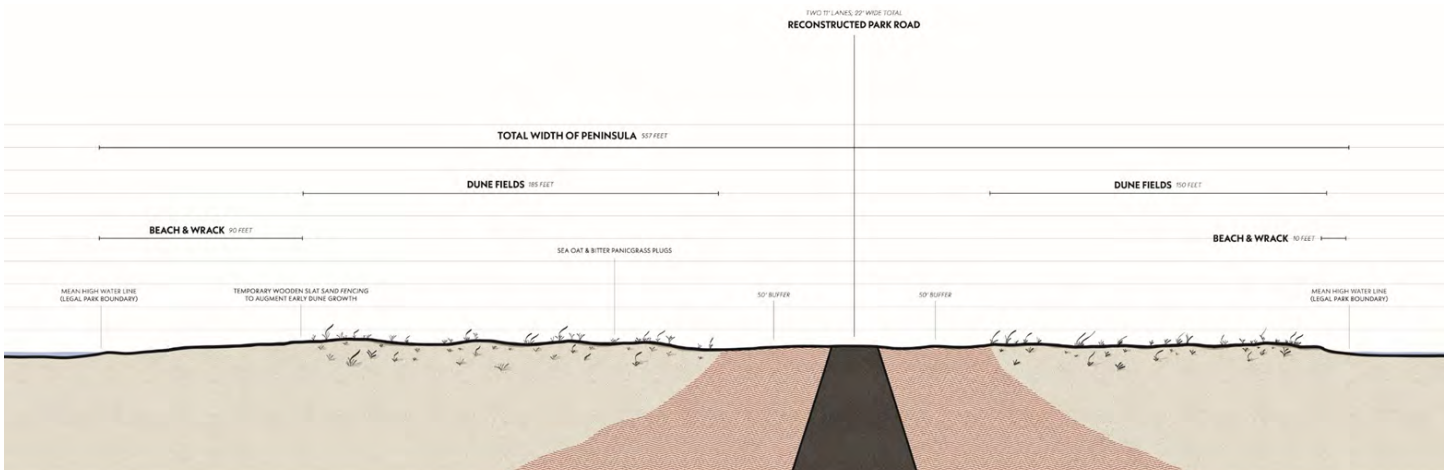 TWO 11' LANES, 22' WIDE TOTAL
RECONSTRUCTED PARK ROAD
TOTAL WIDTH OF PENINSULA 557 FEET
DUNE FIELDS 185 FEET
DUNE FIELDS 150 FEET
BEACH & WRACK 90 FEET
BEACH & WRACK 10 FEET
SEA OAT & BITTER PANICGRASS PLUGS
MEAN HIGH WATER LINE
(LEGAL PARK BOUNDARY)
TEMPORARY WOODEN SLAT SAND FENCING
TO AUGMENT EARLY DUNE GROWTH
50' BUFFER
50' BUFFER
MEAN HIGH WATER LINE
(LEGAL PARK BOUNDARY)